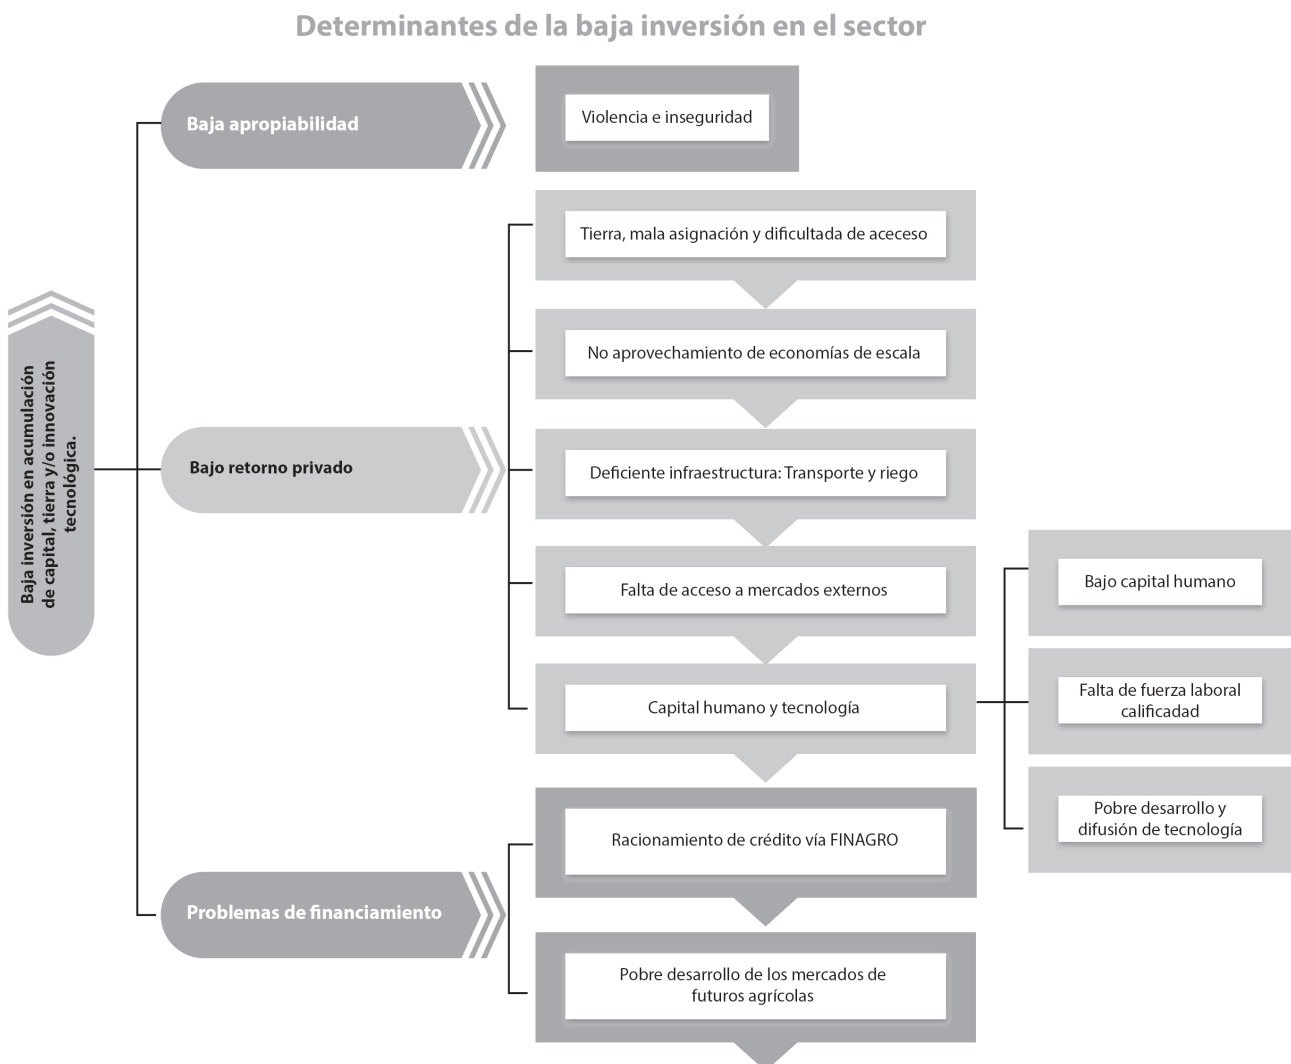 Determinantes de la baja inversión en el sector
Baja inversión en acumulación
de capital, tierra y/o innovación
tecnológica.
Baja apropiabilidad
Violencia e inseguridad
Bajo retorno privado
Tierra, mala asignación y dificultada de aceceso
No aprovechamiento de economías de escala
Deficiente infraestructura: Transporte y riego
Falta de acceso a mercados externos
Capital humano y tecnología
Bajo capital humano
Falta de fuerza laboral
calificadad
Pobre desarrollo y
difusión de tecnología
Problemas de financiamiento
Racionamiento de crédito vía FINAGRO
Pobre desarrollo de los mercados de
futuros agrícolas